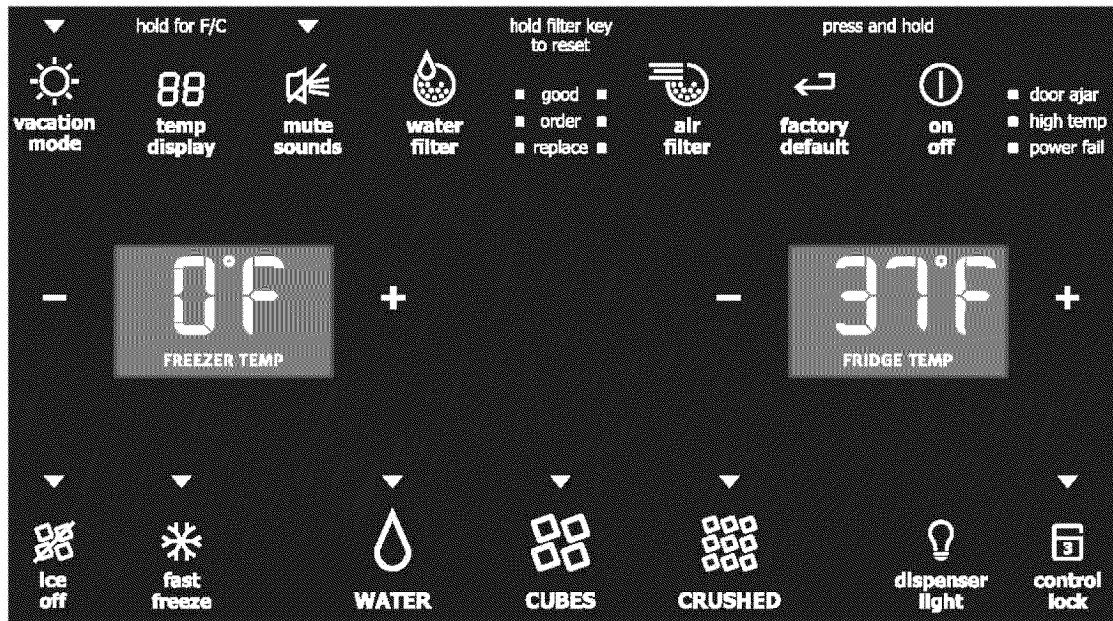 hold for F/C
hold filter key
to reset
press and hold
vacation
mode
88
temp
display
mute
sounds
water
filter
good
order
replace
air
filter
factory
default
on
off
door ajar
high temp
power fail
0°F
FREEZER TEMP
37°F
FRIDGE TEMP
ice
off
fast
freeze
WATER
CUBES
CRUSHED
dispenser
light
3
control
lock